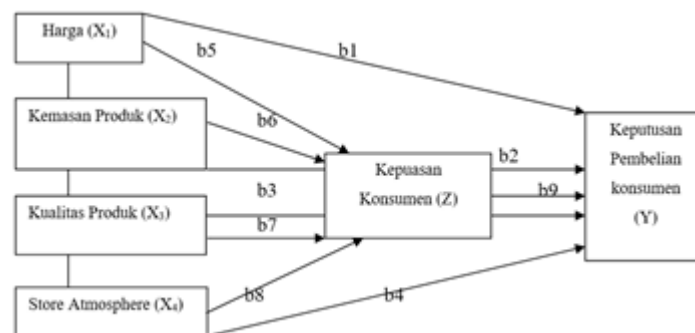 Harga (X₁)
b5
b1
Kemasan Produk (X₂)
b6
Keputusan
Pembelian
konsumen
(Y)
Kepuasan
Konsumen (Z)
b2
b3
b9
Kualitas Produk (X₃)
b7
Store Atmosphere (X₄)
b8
b4